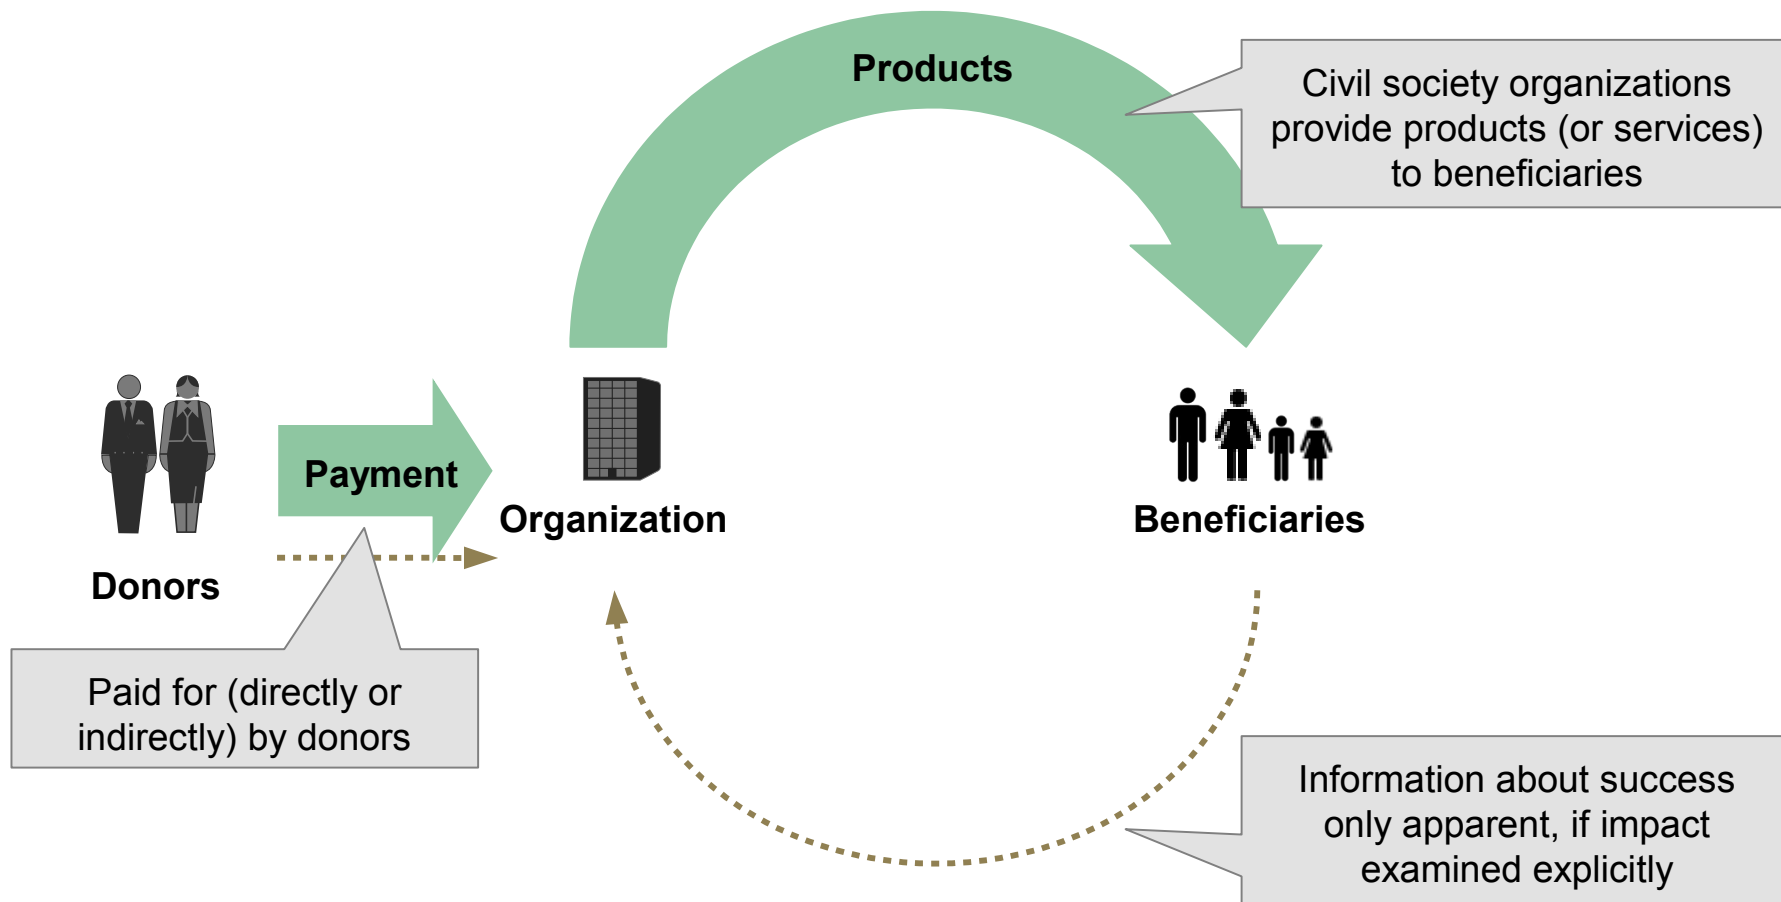 Products
Civil society organizations
provide products (or services)
to beneficiaries
Payment
Organization
Beneficiaries
Donors
Paid for (directly or
indirectly) by donors
Information about success
only apparent, if impact
examined explicitly